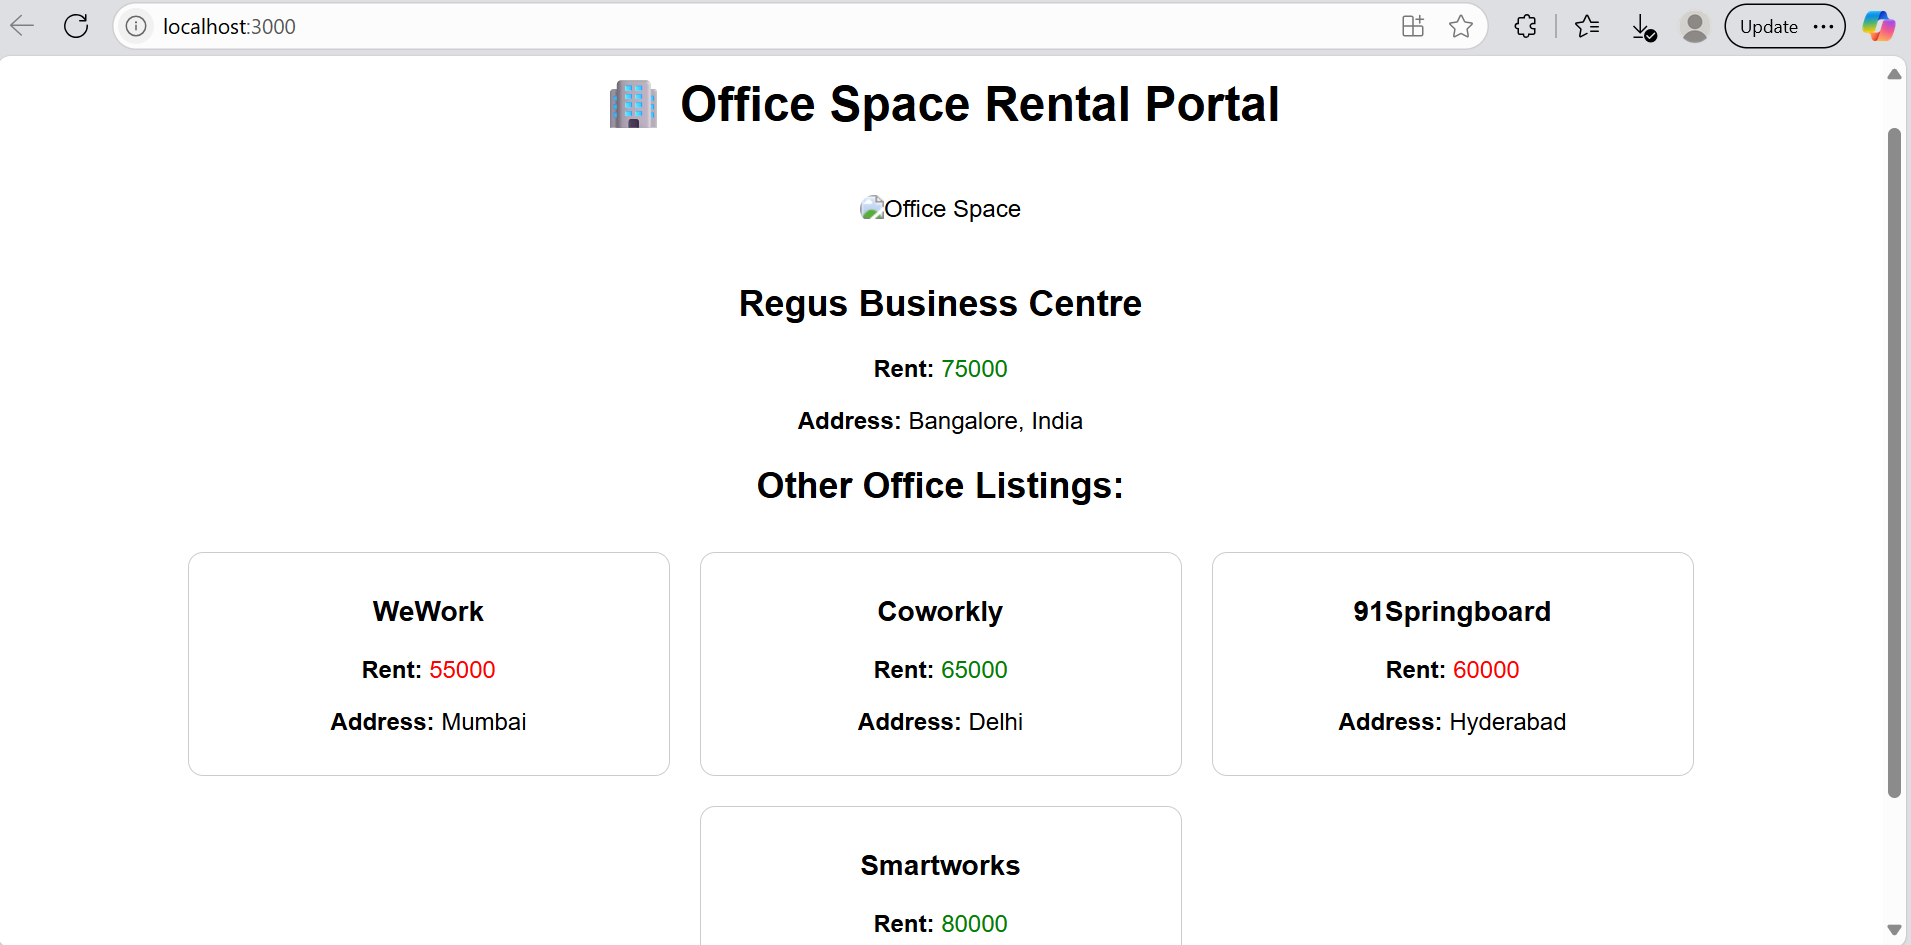 localhost:3000
Update
Office Space Rental Portal
Office Space
Regus Business Centre
Rent: 75000
Address: Bangalore, India
Other Office Listings:
WeWork
Rent: 55000
Address: Mumbai
Coworkly
Rent: 65000
Address: Delhi
91Springboard
Rent: 60000
Address: Hyderabad
Smartworks
Rent: 80000